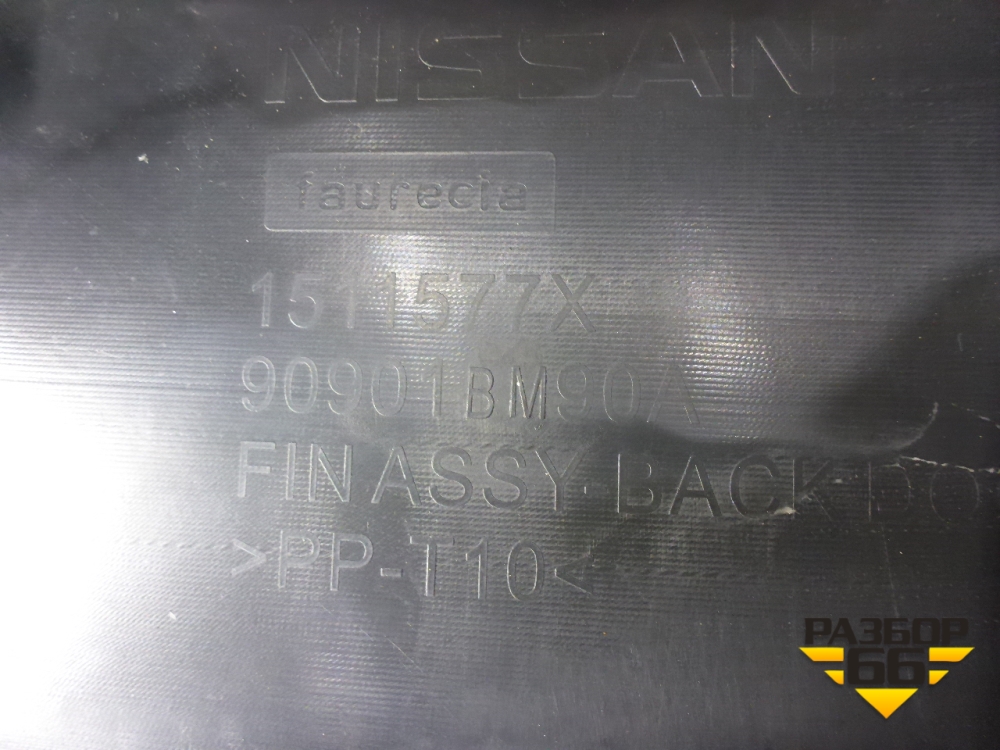 NISSAN
faurecia
1511577X
90901BM90A
FIN ASSY-BACK DO
>PP-T10<
РАЗБОР
66